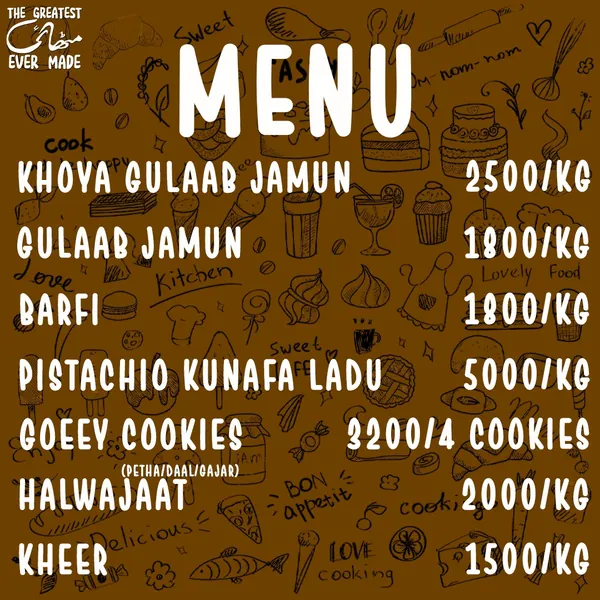 THE GREATEST
مٹھائی
EVER MADE
Sweet
MENU
om-nom-nom
cook
KHOYA GULAAB JAMUN 2500/KG
GULAAB JAMUN 1800/KG
Love
Kitchen
Lovely Food
BARFI 1800/KG
Sweet
PISTACHIO KUNAFA LADU 5000/KG
GOEEY COOKIES 3200/4 COOKIES
JAM
(PETHA/DAAL/GAJAR)
HALWAJAAT 2000/KG
BON
appetit
cooking
Delicious
KHEER 1500/KG
LOVE
cooking